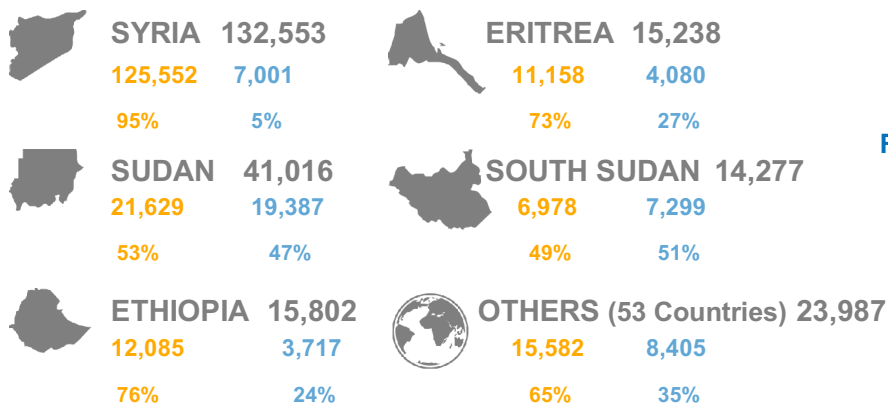 SYRIA 132,553
125,552 7,001
95% 5%
ERITREA 15,238
11,158 4,080
73% 27%
SUDAN 41,016
21,629 19,387
53% 47%
SOUTH SUDAN 14,277
6,978 7,299
49% 51%
ETHIOPIA 15,802
12,085 3,717
76% 24%
OTHERS (53 Countries) 23,987
15,582 8,405
65% 35%